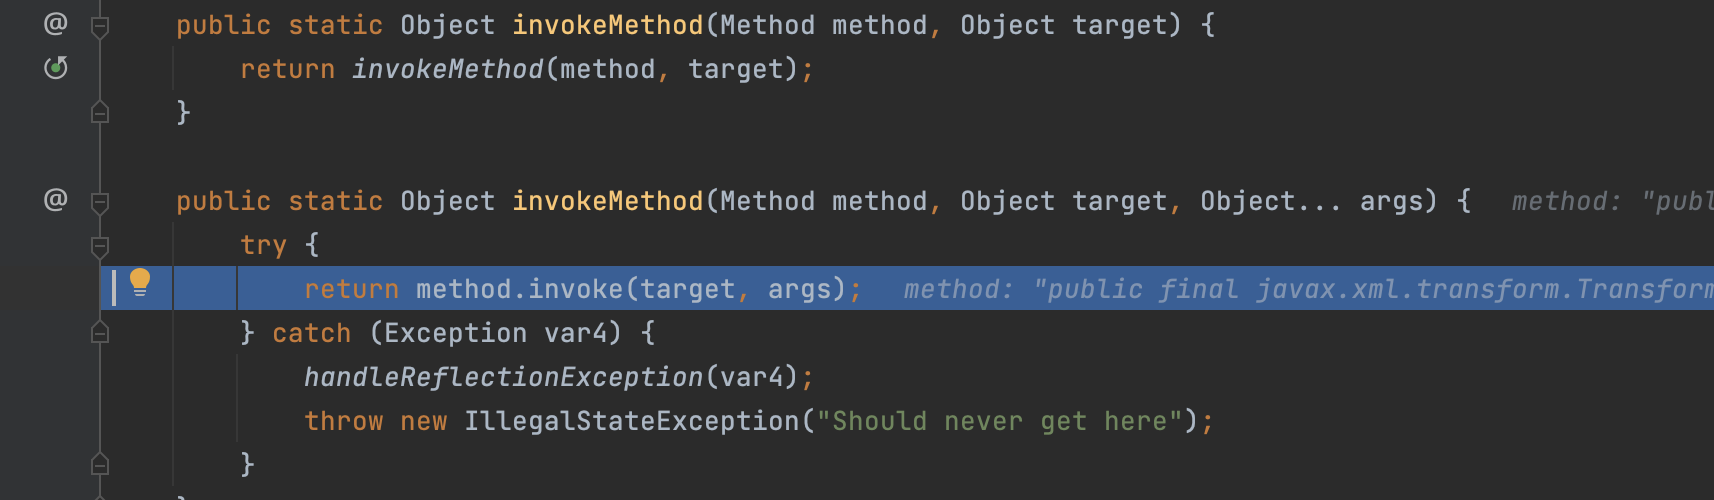 public static Object invokeMethod(Method method, Object target) {
return invokeMethod(method, target);
}
public static Object invokeMethod(Method method, Object target, Object... args) { method: "publ
try {
return method.invoke(target, args); method: "public final javax.xml.transform.Transform
} catch (Exception var4) {
handleReflectionException(var4);
throw new IllegalStateException("Should never get here");
}